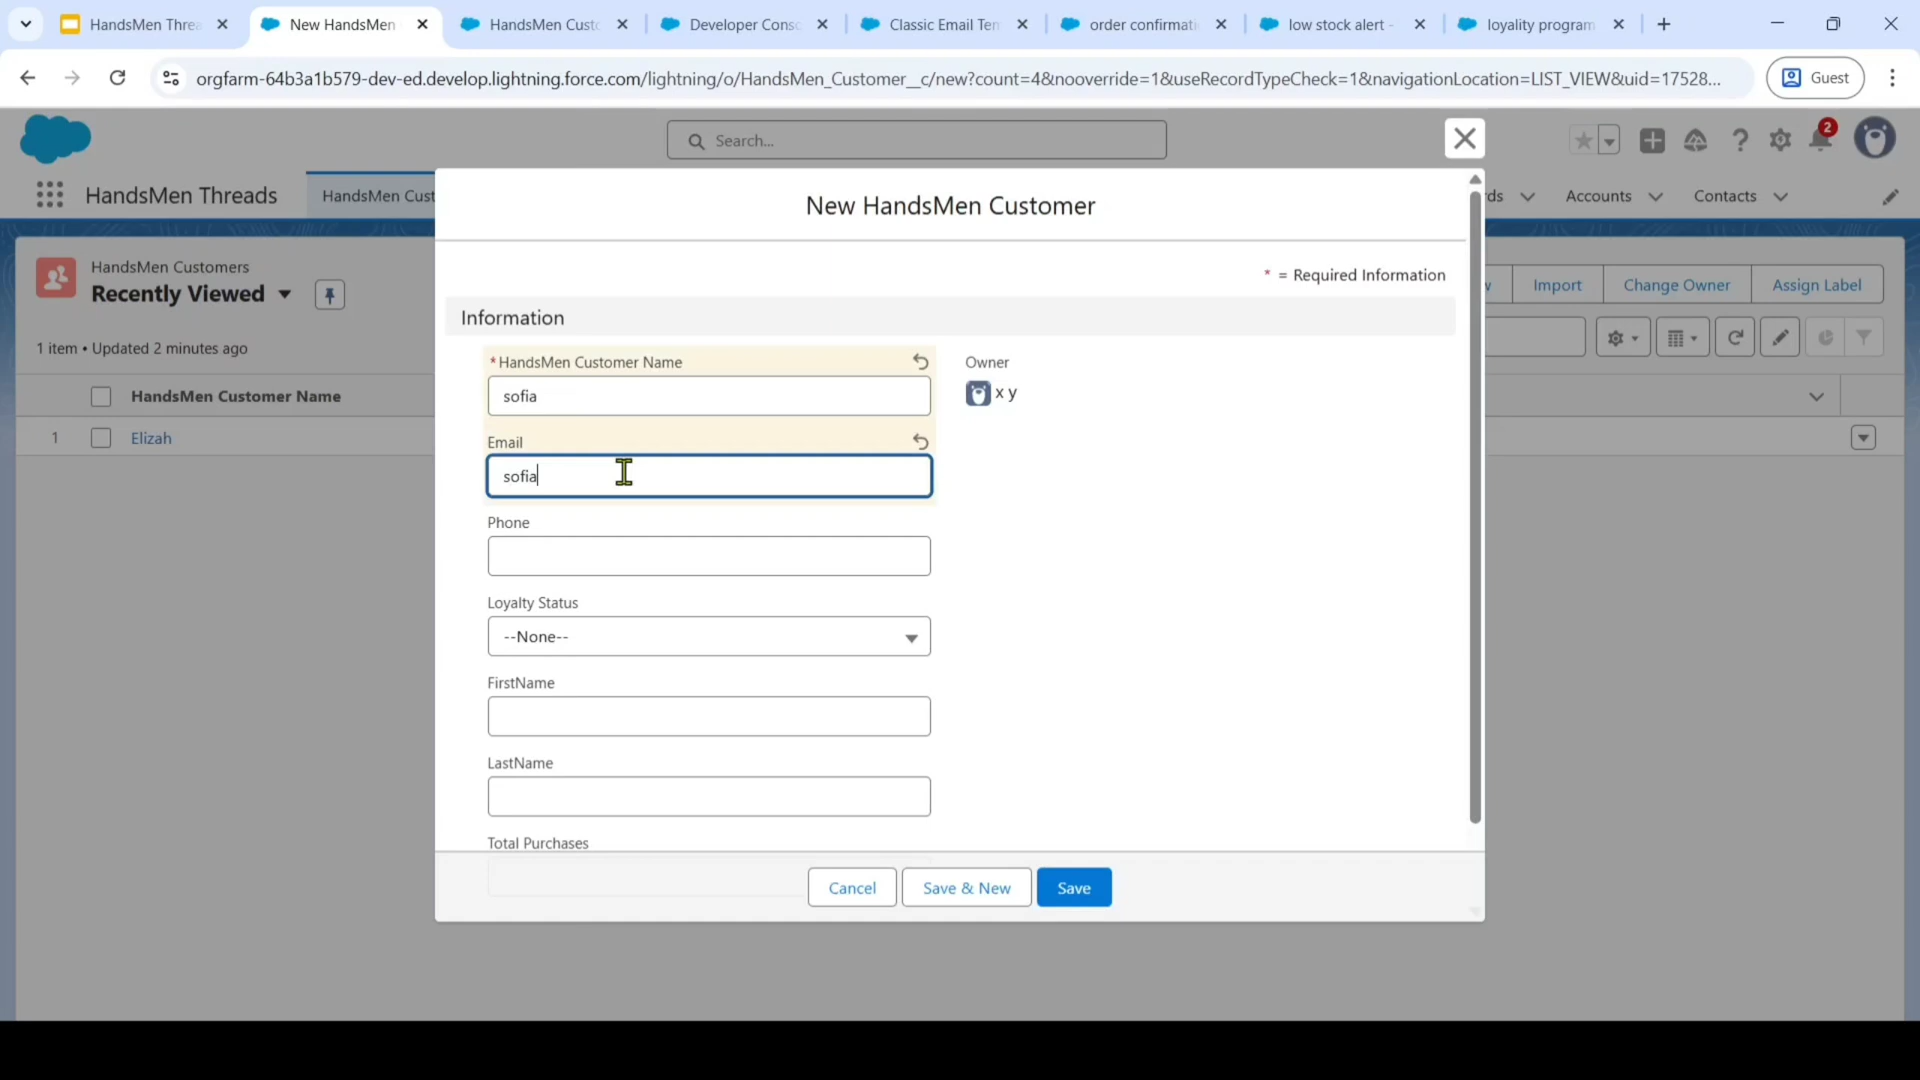 HandsMen Threa
New HandsMen
HandsMen Custo
Developer Conso
Classic Email Tem
order confirmati
low stock alert -
loyality program
orgfarm-64b3a1b579-dev-ed.develop.lightning.force.com/lightning/o/HandsMen_Customer__c/new?count=4&nooverride=1&useRecordTypeCheck=1&navigationLocation=LIST_VIEW&uid=17528...
Guest
Search...
2
HandsMen Threads
HandsMen Cust
rds
Accounts
Contacts
New HandsMen Customer
HandsMen Customers
Recently Viewed
Import
Change Owner
Assign Label
* = Required Information
Information
1 item • Updated 2 minutes ago
*HandsMen Customer Name
Owner
sofia
x y
HandsMen Customer Name
Email
1
Elizah
sofia
Phone
Loyalty Status
--None--
FirstName
LastName
Total Purchases
Cancel
Save & New
Save